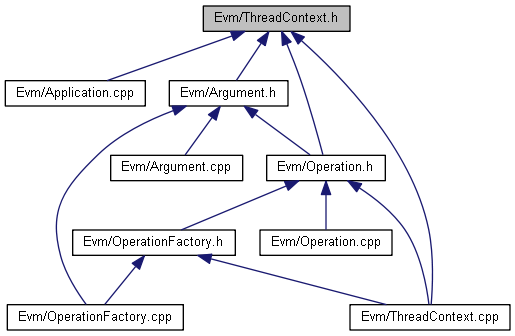 Evm/ThreadContext.h
Evm/Application.cpp
Evm/Argument.h
Evm/Argument.cpp
Evm/Operation.h
Evm/OperationFactory.h
Evm/Operation.cpp
Evm/OperationFactory.cpp
Evm/ThreadContext.cpp